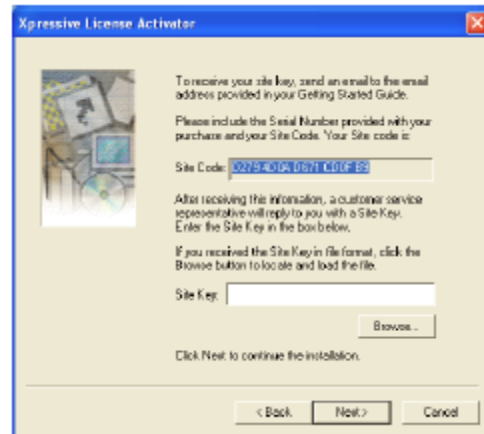 Xpressive License Activator
To receive your site key, send an email to the email
address provided in your Getting Started Guide.
Please include the Serial Number provided with your
purchase and your Site Code. Your Site code is:
Site Code:
After receiving this information, a customer service
representative will reply to you with a Site Key.
Enter the Site Key in the box below.
If you received the Site Key in file format, click the
Browse button to locate and load the file.
Site Key:
Browse...
Click Next to continue the installation.
< Back
Next >
Cancel